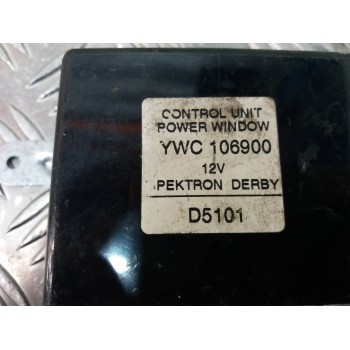 CONTROL UNIT
POWER WINDOW
YWC 106900
12V
PEKTRON DERBY
D5101